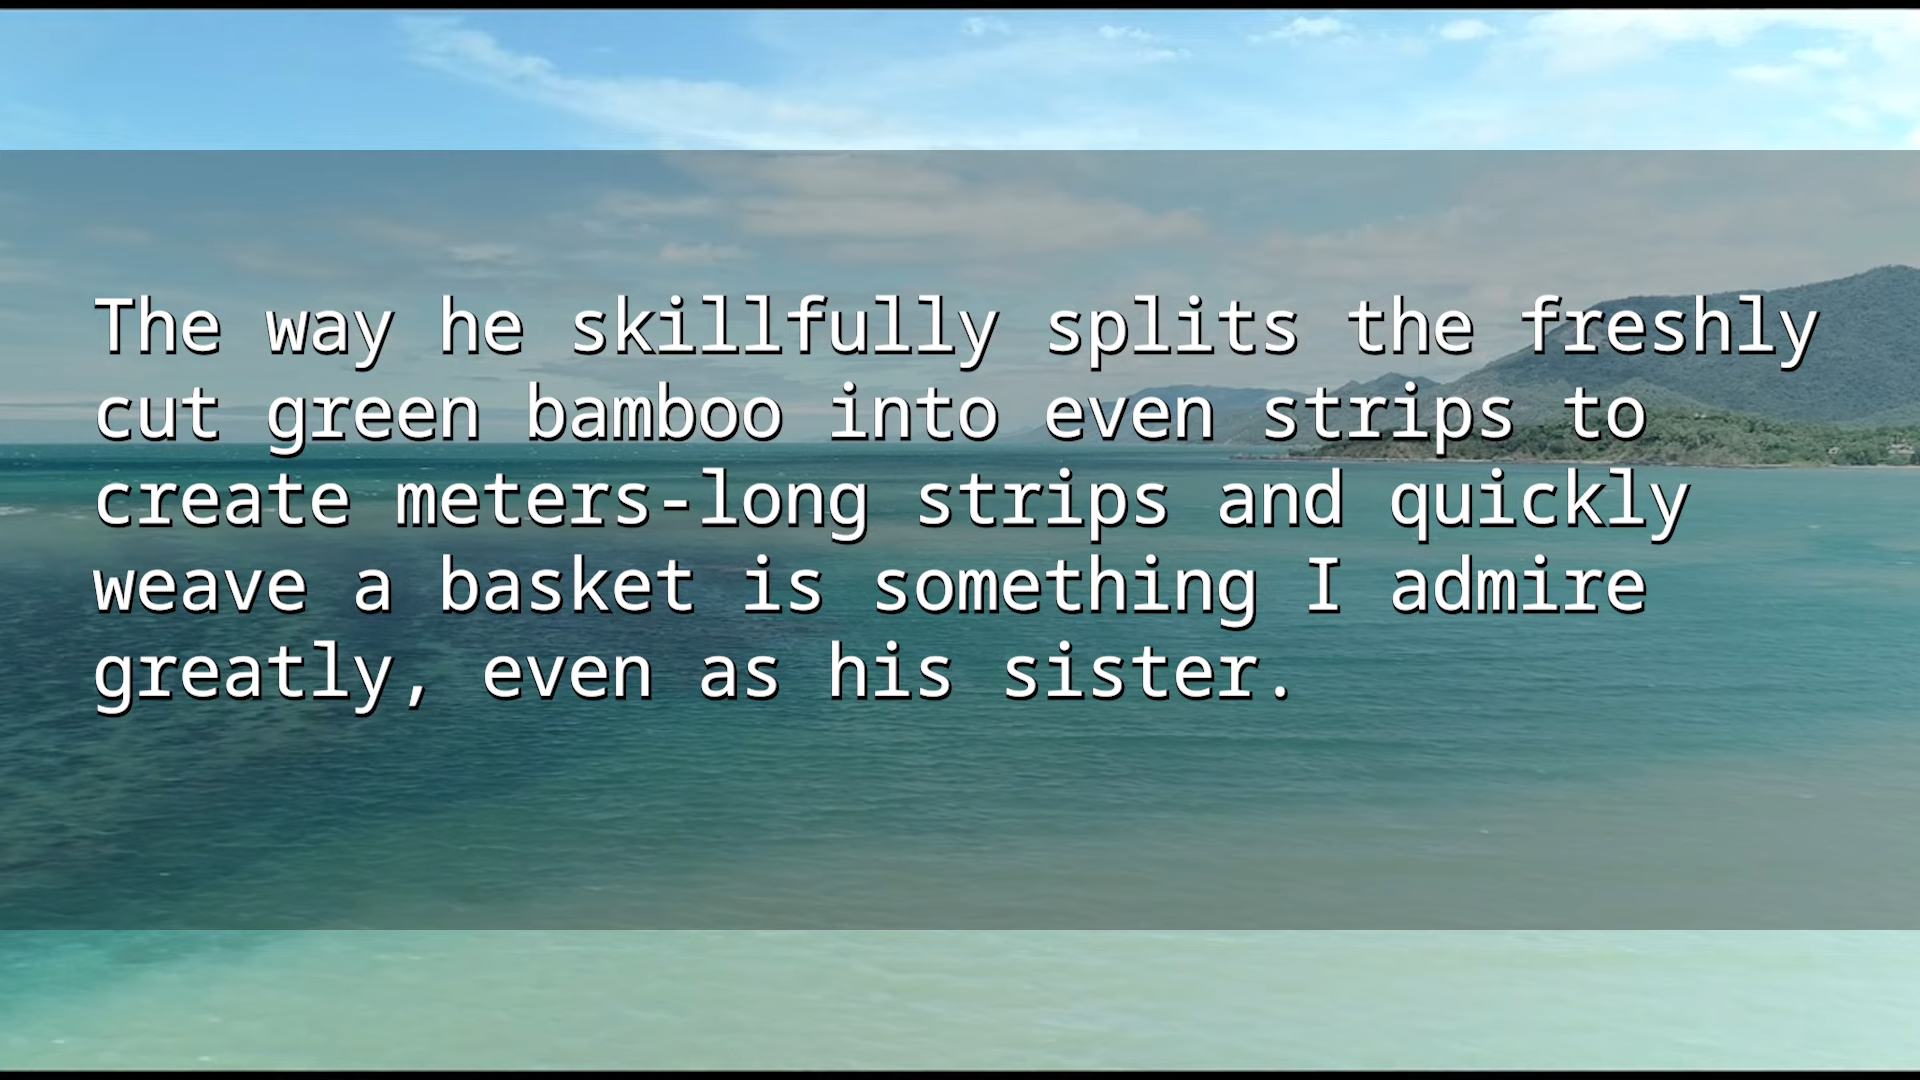 The way he skillfully splits the freshly
cut green bamboo into even strips to
create meters-long strips and quickly
weave a basket is something I admire
greatly, even as his sister.